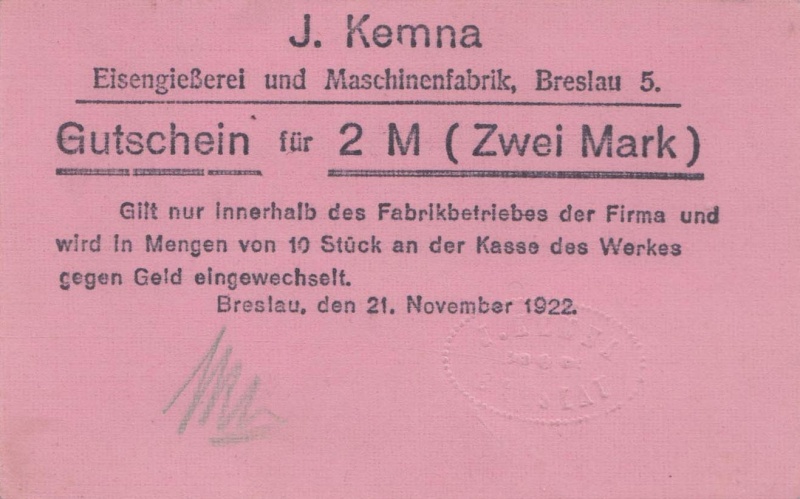 J. Kemna
Eisengießerei und Maschinenfabrik, Breslau 5.
Gutschein für 2 M (Zwei Mark)
Gilt nur innerhalb des Fabrikbetriebes der Firma und
wird in Mengen von 10 Stück an der Kasse des Werkes
gegen Geld eingewechselt.
Breslau, den 21. November 1922.